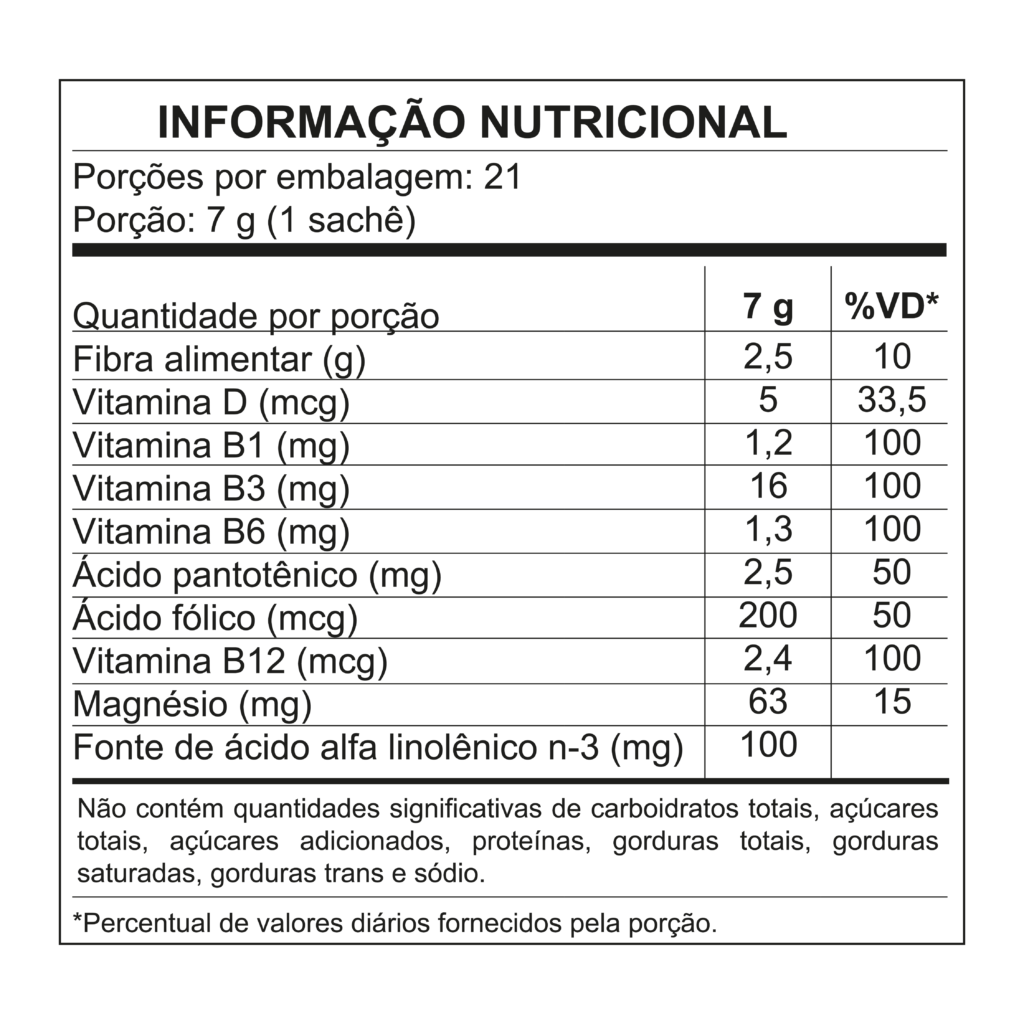 INFORMAÇÃO NUTRICIONAL
Porções por embalagem: 21
Porção: 7 g (1 sachê)
Quantidade por porção 7 g %VD*
Fibra alimentar (g) 2,5 10
Vitamina D (mcg) 5 33,5
Vitamina B1 (mg) 1,2 100
Vitamina B3 (mg) 16 100
Vitamina B6 (mg) 1,3 100
Ácido pantotênico (mg) 2,5 50
Ácido fólico (mcg) 200 50
Vitamina B12 (mcg) 2,4 100
Magnésio (mg) 63 15
Fonte de ácido alfa linolênico n-3 (mg) 100
Não contém quantidades significativas de carboidratos totais, açúcares
totais, açúcares adicionados, proteínas, gorduras totais, gorduras
saturadas, gorduras trans e sódio.
*Percentual de valores diários fornecidos pela porção.